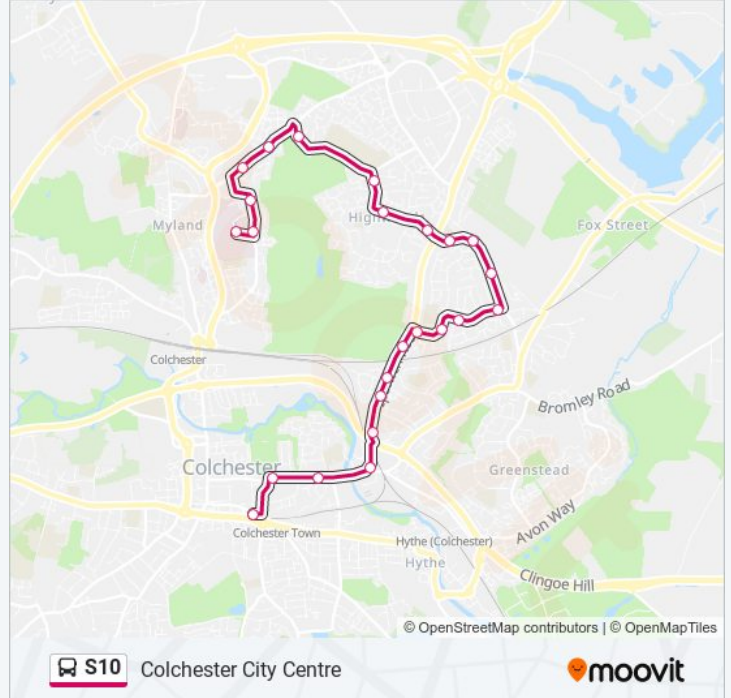 Myland
High
Fox Street
Colchester
Bromley Road
Colchester
Greenstead
Avon Way
Colchester Town
Hythe (Colchester)
Hythe
Clingoe Hill
© OpenStreetMap contributors | © OpenMapTiles
S10 Colchester City Centre
moovit